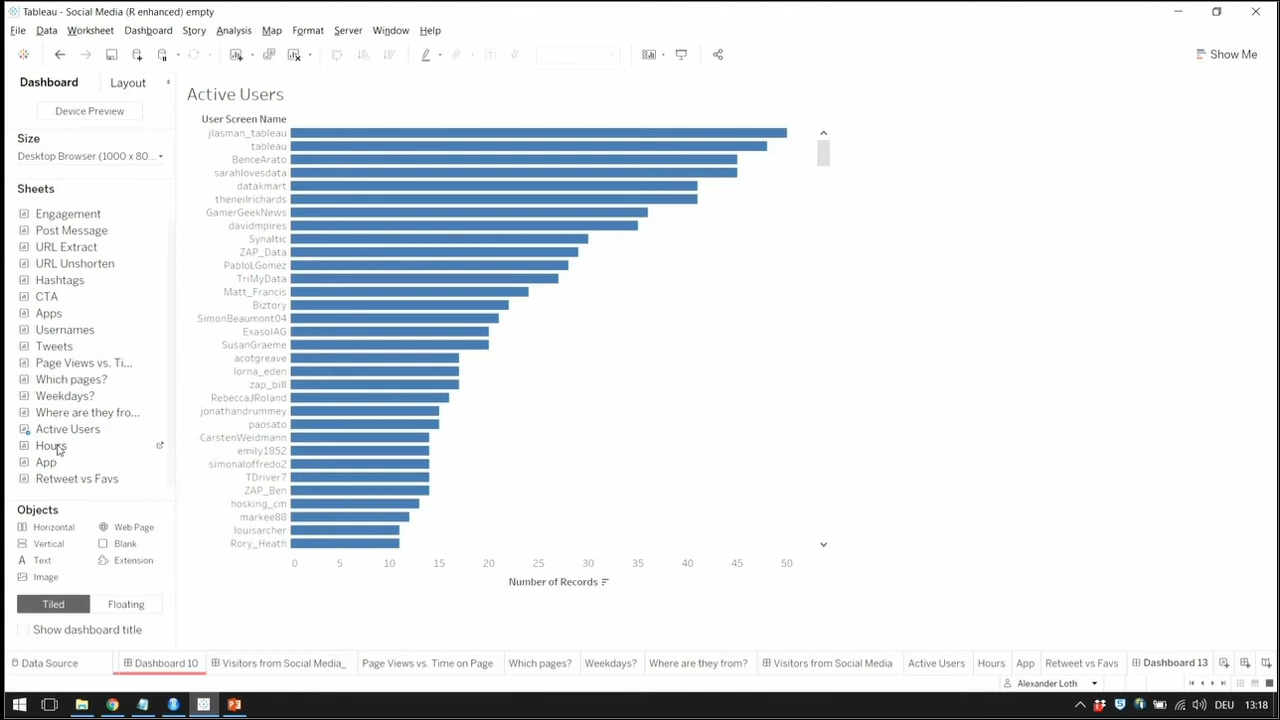 Tableau - Social Media (R enhanced) empty
File Data Worksheet Dashboard Story Analysis Map Format Server Window Help
Show Me
Dashboard Layout
Device Preview
Size
Desktop Browser (1000 x 80...
Sheets
Engagement
Post Message
URL Extract
URL Unshorten
Hashtags
CTA
Apps
Usernames
Tweets
Page Views vs. Ti...
Which pages?
Weekdays?
Where are they fro...
Active Users
Hours
App
Retweet vs Favs
Objects
Horizontal Web Page
Vertical Blank
Text Extension
Image
Tiled Floating
Show dashboard title
Active Users
User Screen Name
jlasman_tableau
tableau
BenceArato
sarahlovesdata
datakmart
theneilrichards
GamerGeekNews
davidmpires
Synaltic
ZAP_Data
PabloLGomez
TriMyData
Matt_Francis
Biztory
SimonBeaumont04
ExasolAG
SusanGraeme
acotgreave
lorna_eden
zap_bill
RebeccaJRoland
jonathandrummey
paosato
CarstenWeidmann
emily1852
simonaloffredo2
TDriver7
ZAP_Ben
hosking_cm
markee88
louisarcher
Rory_Heath
0 5 10 15 20 25 30 35 40 45 50
Number of Records
Data Source Dashboard 10 Visitors from Social Media_ Page Views vs. Time on Page Which pages? Weekdays? Where are they from? Visitors from Social Media Active Users Hours App Retweet vs Favs Dashboard 13
Alexander Loth
DEU 13:18